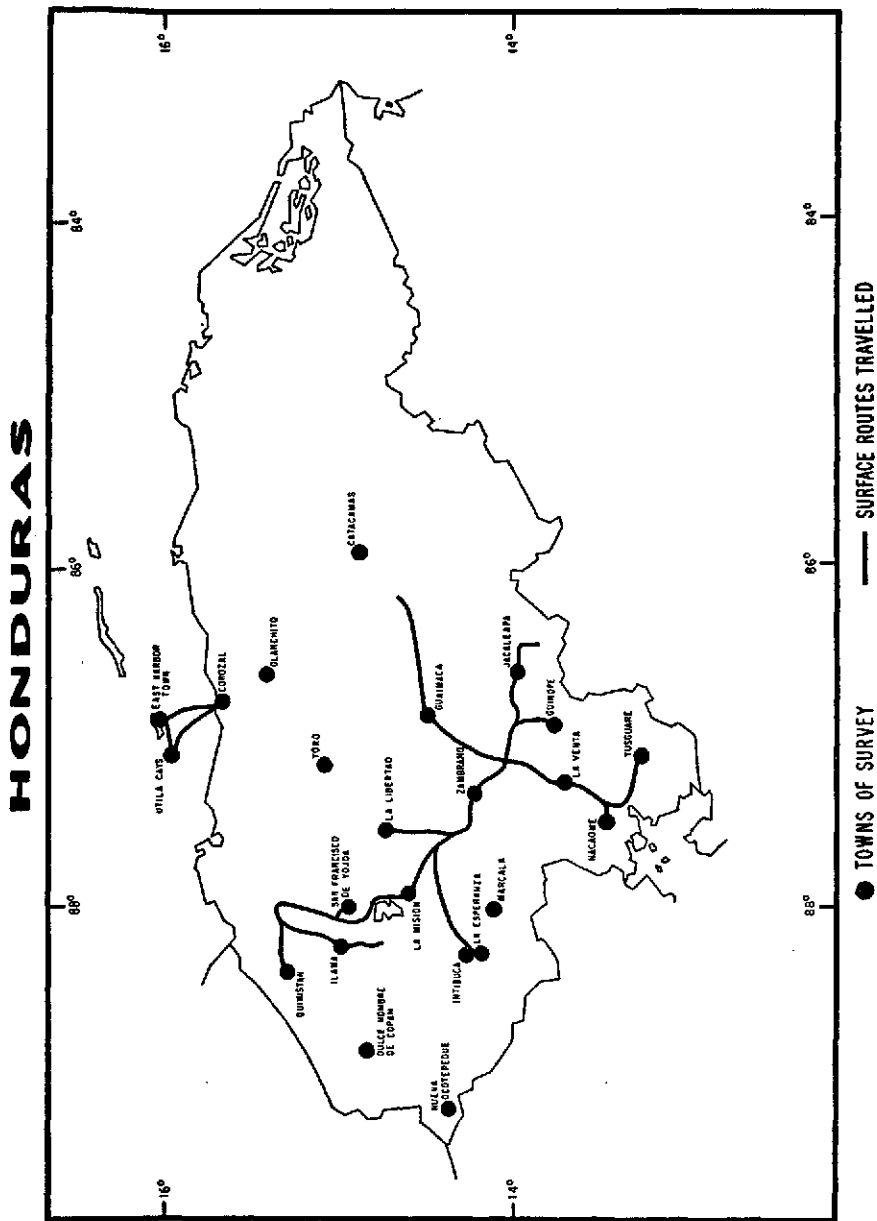 HONDURAS
88°
86°
84°
16°
16°
14°
14°
88°
86°
84°
UTILA CAYS
EAST HARBOR
TOWN
COROZAL
OLANCHITO
YORO
CATACAMAS
QUIMISTAN
ILAMA
SAN FRANCISCO
DE YOJOA
LA LIBERTAD
GUAIMACA
DULCE NOMBRE
DE COPAN
LA MISION
ZAMBRANO
JACALEAPA
NUEVA
OCOTEPEQUE
INTIBUCA
LA ESPERANZA
MARCALA
GUINOPE
LA VENTA
NACAOME
YUSGUARE
TOWNS OF SURVEY
SURFACE ROUTES TRAVELLED